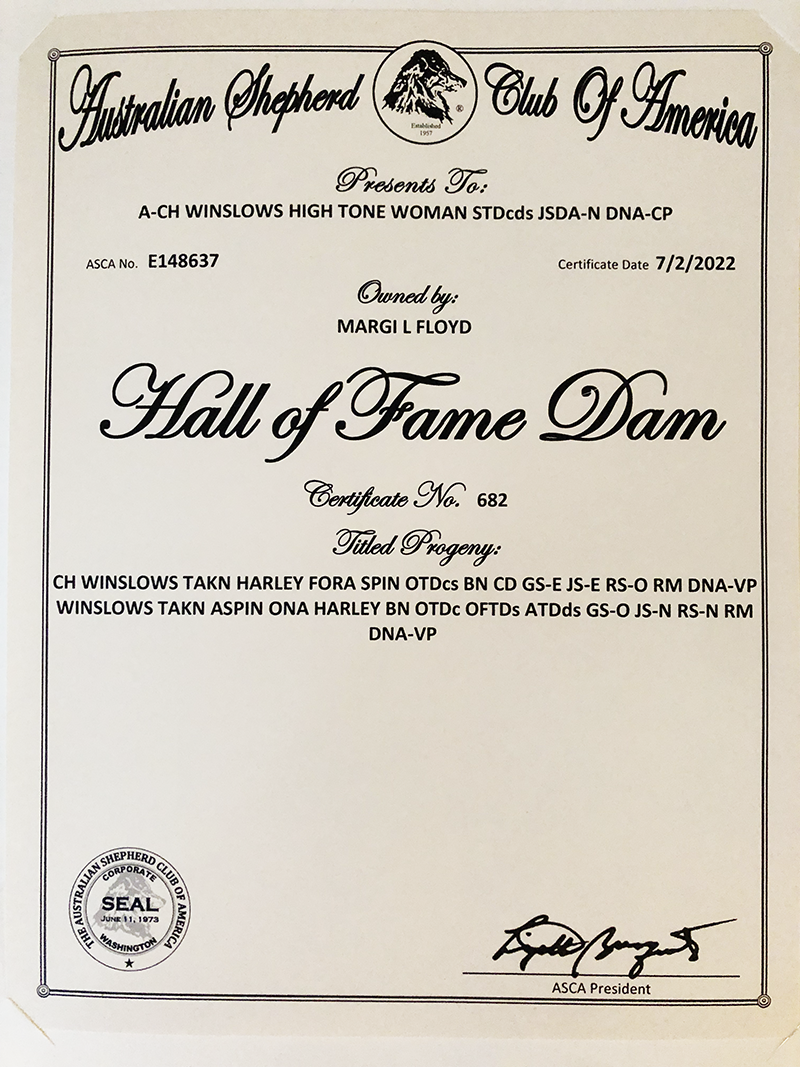 Australian Shepherd Club Of America
®
Established
1957
Presents To:
A-CH WINSLOWS HIGH TONE WOMAN STDcds JSDA-N DNA-CP
ASCA No. E148637 Certificate Date 7/2/2022
Owned by:
MARGI L FLOYD
Hall of Fame Dam
Certificate No. 682
Titled Progeny:
CH WINSLOWS TAKN HARLEY FORA SPIN OTDcs BN CD GS-E JS-E RS-O RM DNA-VP
WINSLOWS TAKN ASPIN ONA HARLEY BN OTDc OFTDs ATDds GS-O JS-N RS-N RM
DNA-VP
THE AUSTRALIAN SHEPHERD CLUB OF AMERICA
CORPORATE
SEAL
JUNE 11, 1973
WASHINGTON
ASCA President